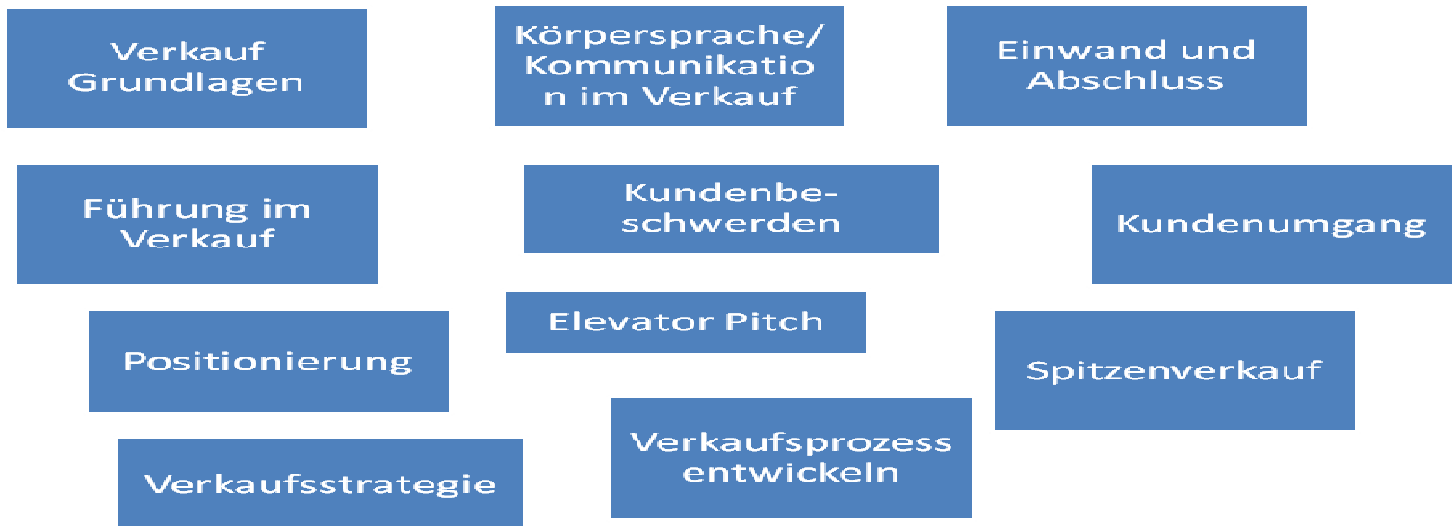 Verkauf
Grundlagen
Körpersprache/
Kommunikatio
n im Verkauf
Einwand und
Abschluss
Führung im
Verkauf
Kundenbe-
schwerden
Kundenumgang
Positionierung
Elevator Pitch
Spitzenverkauf
Verkaufsstrategie
Verkaufsprozess
entwickeln